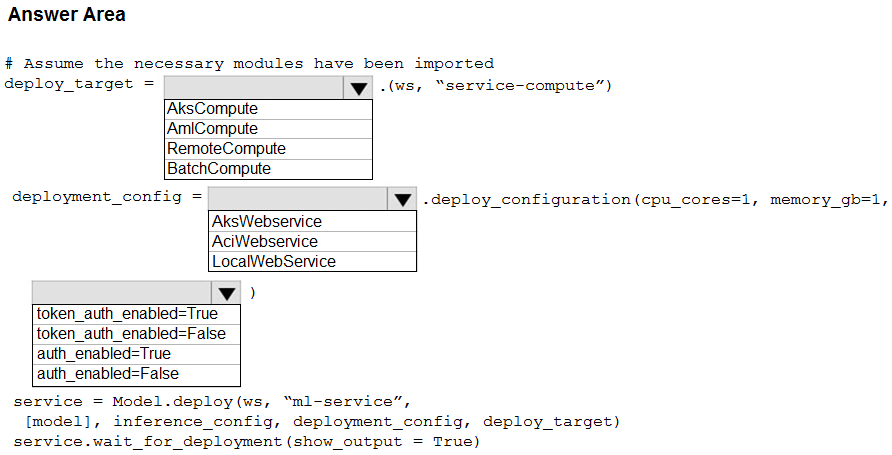 Answer Area
# Assume the necessary modules have been imported
deploy_target = .(ws, “service-compute”)
AksCompute
AmlCompute
RemoteCompute
BatchCompute
deployment_config = .deploy_configuration(cpu_cores=1, memory_gb=1,
AksWebservice
AciWebservice
LocalWebService
)
token_auth_enabled=True
token_auth_enabled=False
auth_enabled=True
auth_enabled=False
service = Model.deploy(ws, “ml-service”,
[model], inference_config, deployment_config, deploy_target)
service.wait_for_deployment(show_output = True)